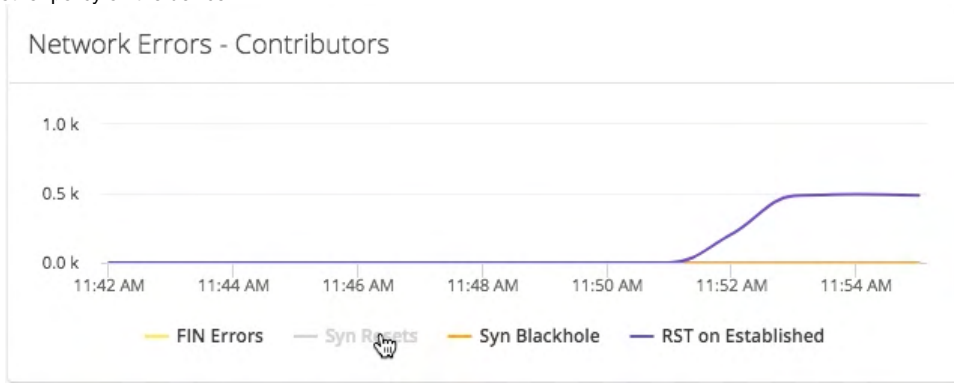 Network Errors - Contributors
1.0 k
0.5 k
0.0 k
11:42 AM 11:44 AM 11:46 AM 11:48 AM 11:50 AM 11:52 AM 11:54 AM
FIN Errors Syn Resets Syn Blackhole RST on Established